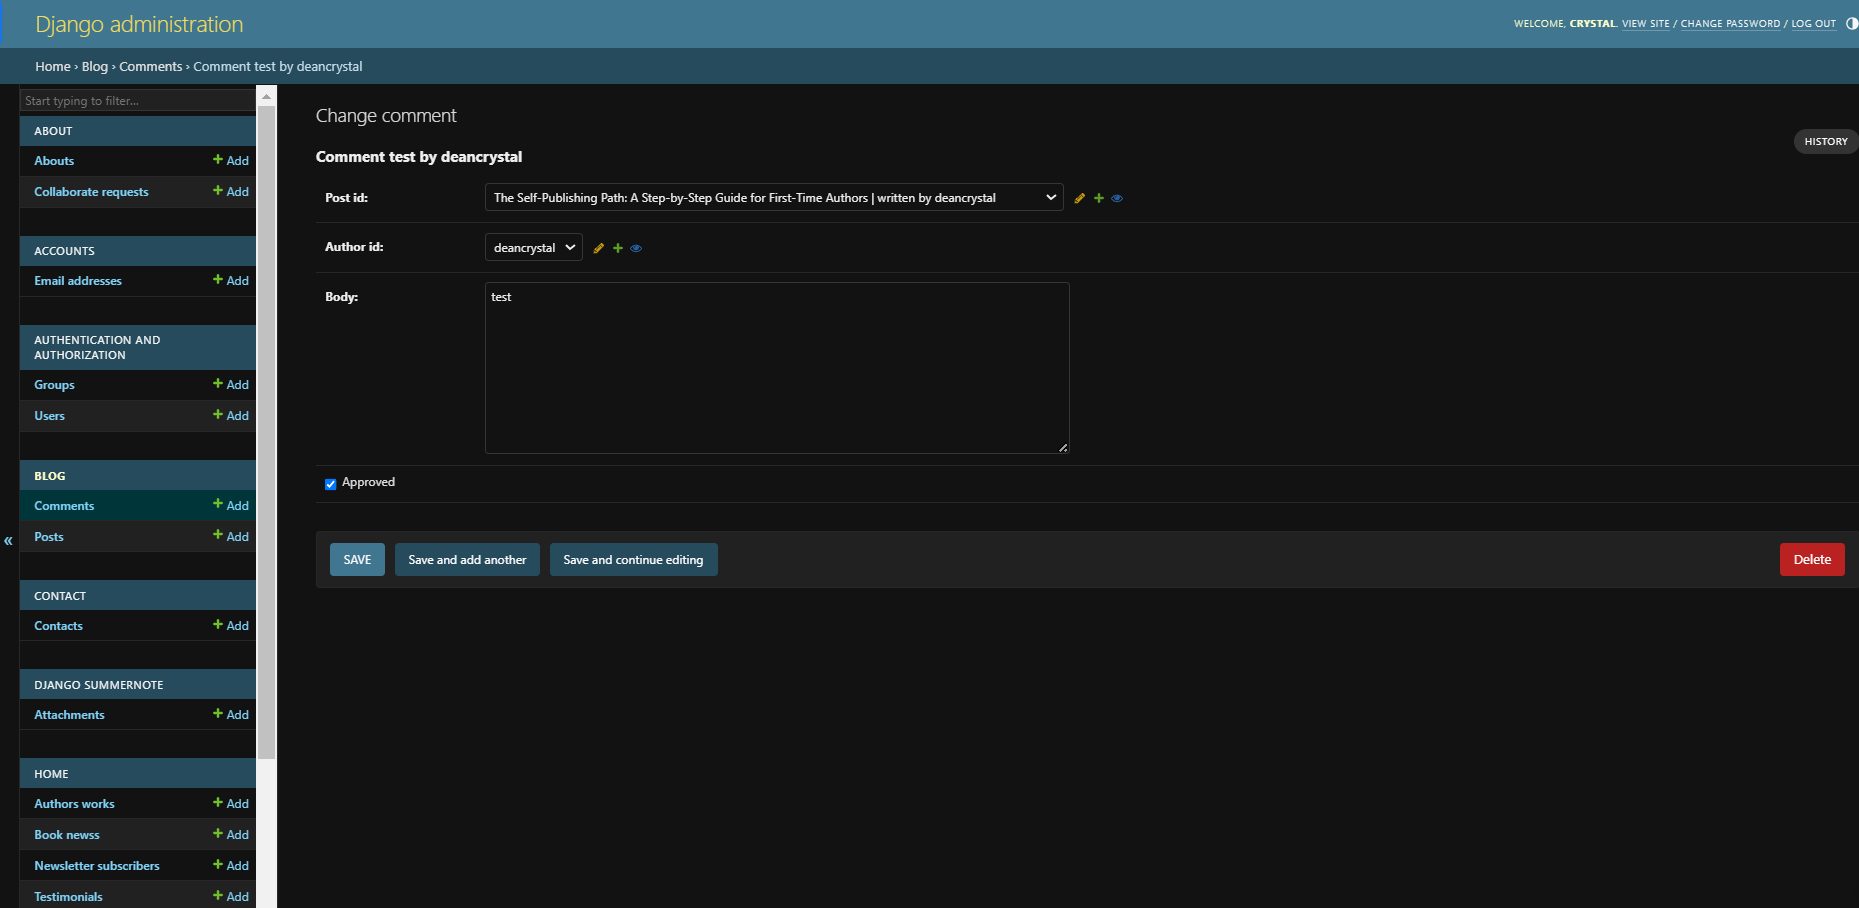 Django administration
WELCOME, CRYSTAL. VIEW SITE / CHANGE PASSWORD / LOG OUT
Home › Blog › Comments › Comment test by deancrystal
Start typing to filter...
ABOUT
Abouts + Add
Collaborate requests + Add
ACCOUNTS
Email addresses + Add
AUTHENTICATION AND
AUTHORIZATION
Groups + Add
Users + Add
BLOG
Comments + Add
Posts + Add
CONTACT
Contacts + Add
DJANGO SUMMERNOTE
Attachments + Add
HOME
Authors works + Add
Book newss + Add
Newsletter subscribers + Add
Testimonials + Add
«
Change comment
HISTORY
Comment test by deancrystal
Post id: The Self-Publishing Path: A Step-by-Step Guide for First-Time Authors | written by deancrystal
Author id: deancrystal
Body: test
Approved
SAVE Save and add another Save and continue editing Delete